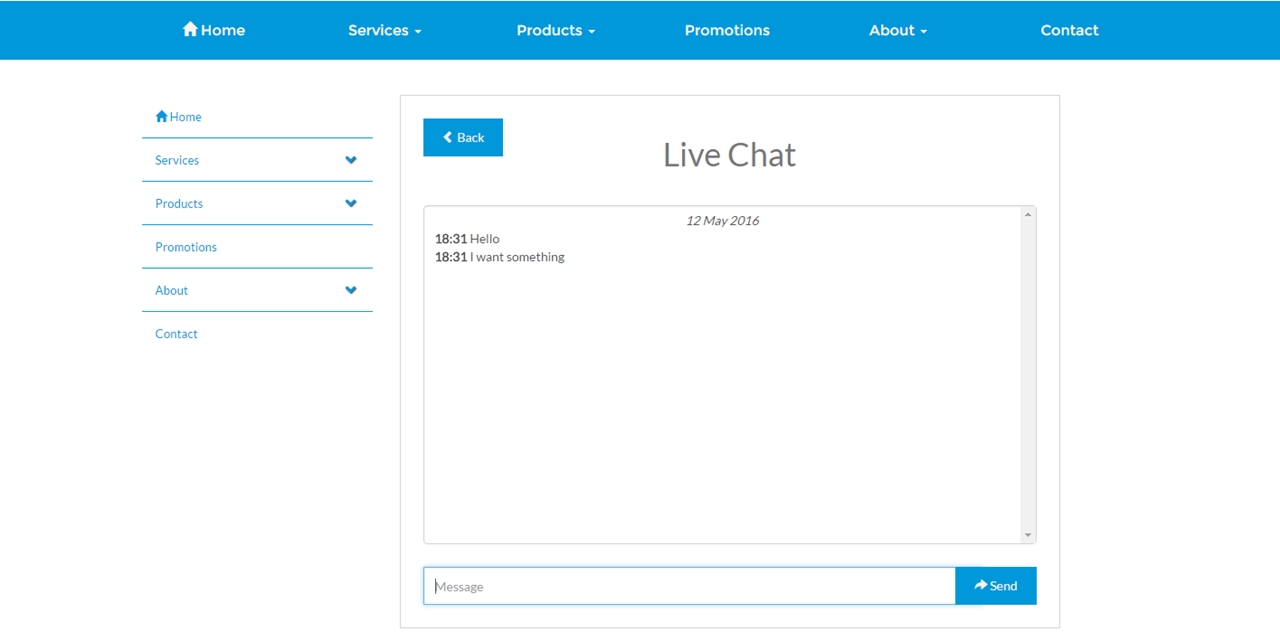 Home Services Products Promotions About Contact
Home
Services
Products
Promotions
About
Contact
Back
Live Chat
12 May 2016
18:31 Hello
18:31 I want something
Message
Send